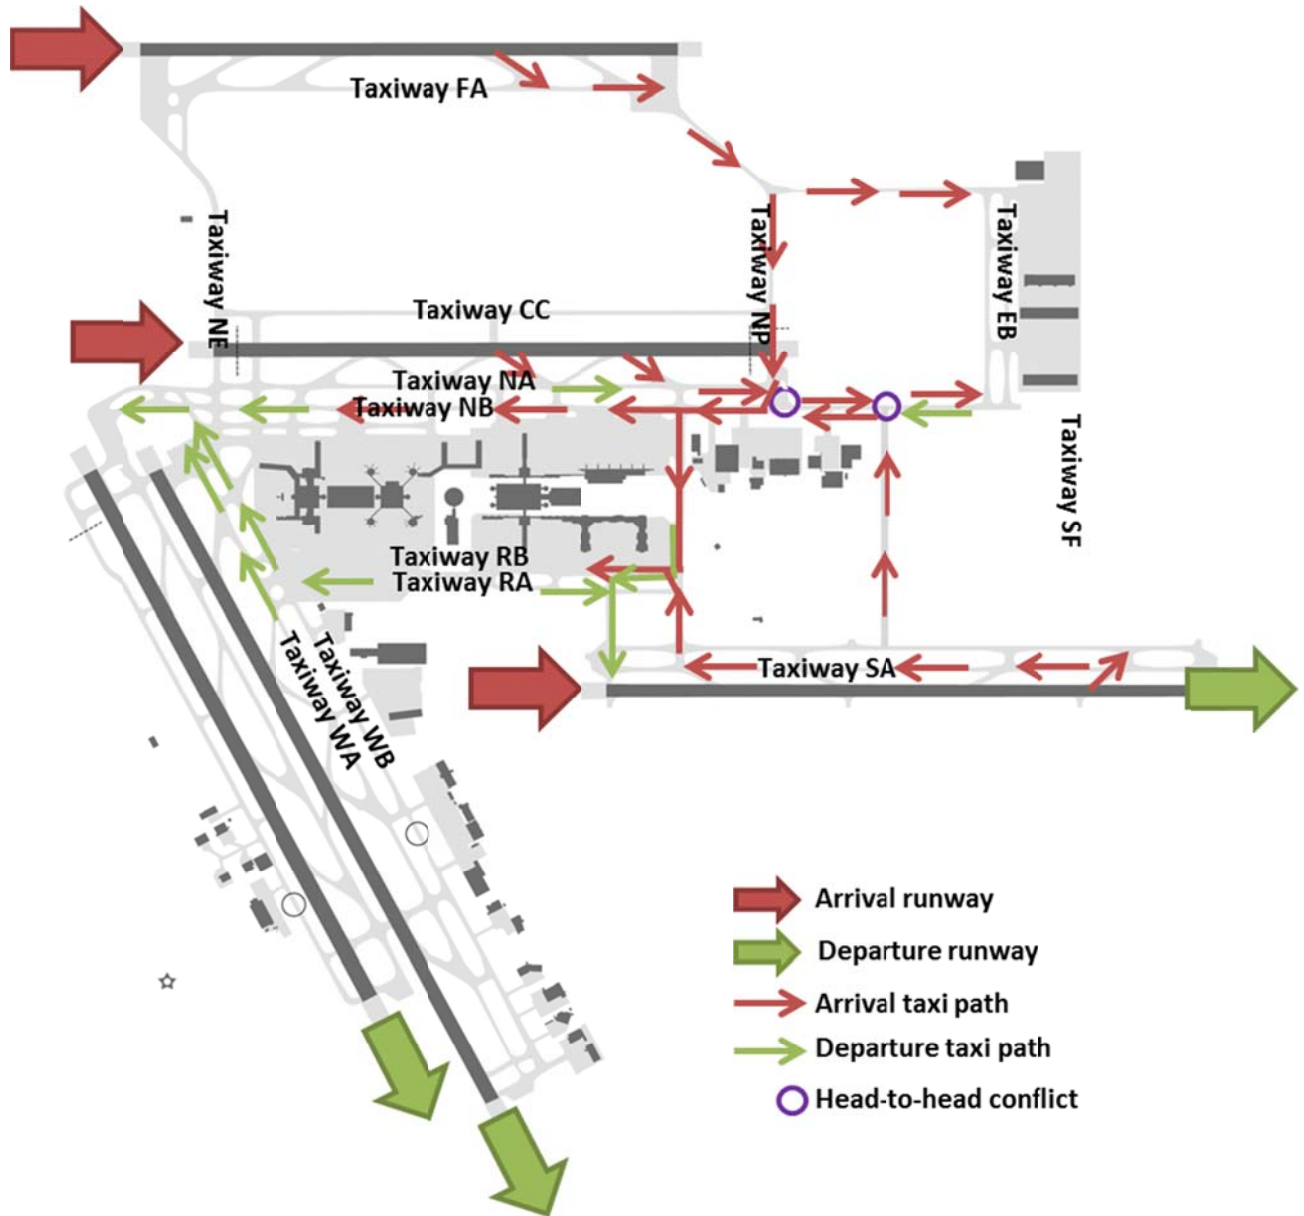 Taxiway FA
Taxiway NE
Taxiway NP
Taxiway EB
Taxiway CC
Taxiway NA
Taxiway NB
Taxiway SF
Taxiway RB
Taxiway RA
Taxiway WB
Taxiway WA
Taxiway SA
Arrival runway
Departure runway
Arrival taxi path
Departure taxi path
Head-to-head conflict